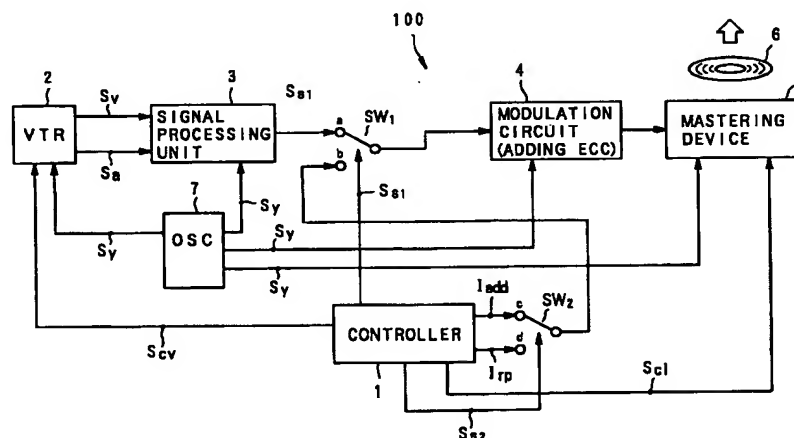 100
6
2
3
4
Sv
Ss1
VTR
SIGNAL
PROCESSING
UNIT
a
SW1
b
MODULATION
CIRCUIT
(ADDING ECC)
MASTERING
DEVICE
Sa
7
Ss1
OSC
Sy
Sy
Sy
Sy
Iadd
c
SW2
CONTROLLER
d
Scv
1
Irp
Scl
Ss2